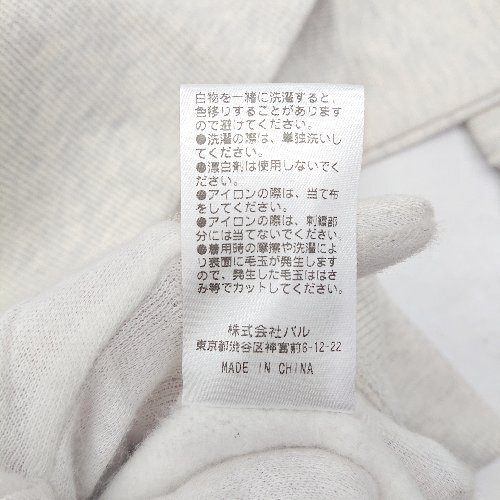 白物を一緒に洗濯すると、
色移りすることがあります
ので避けてください。
●洗濯の際は、単独洗いし
てください。
●漂白剤は使用しないでく
ださい。
●アイロンの際は、当て布
をしてください。
●アイロンの際は、刺繍部
分には当てないでください。
●着用時の摩擦や洗濯によ
り表面に毛玉が発生します
ので、発生した毛玉ははさ
み等でカットしてください。
株式会社パル
東京都渋谷区神宮前6-12-22
MADE IN CHINA